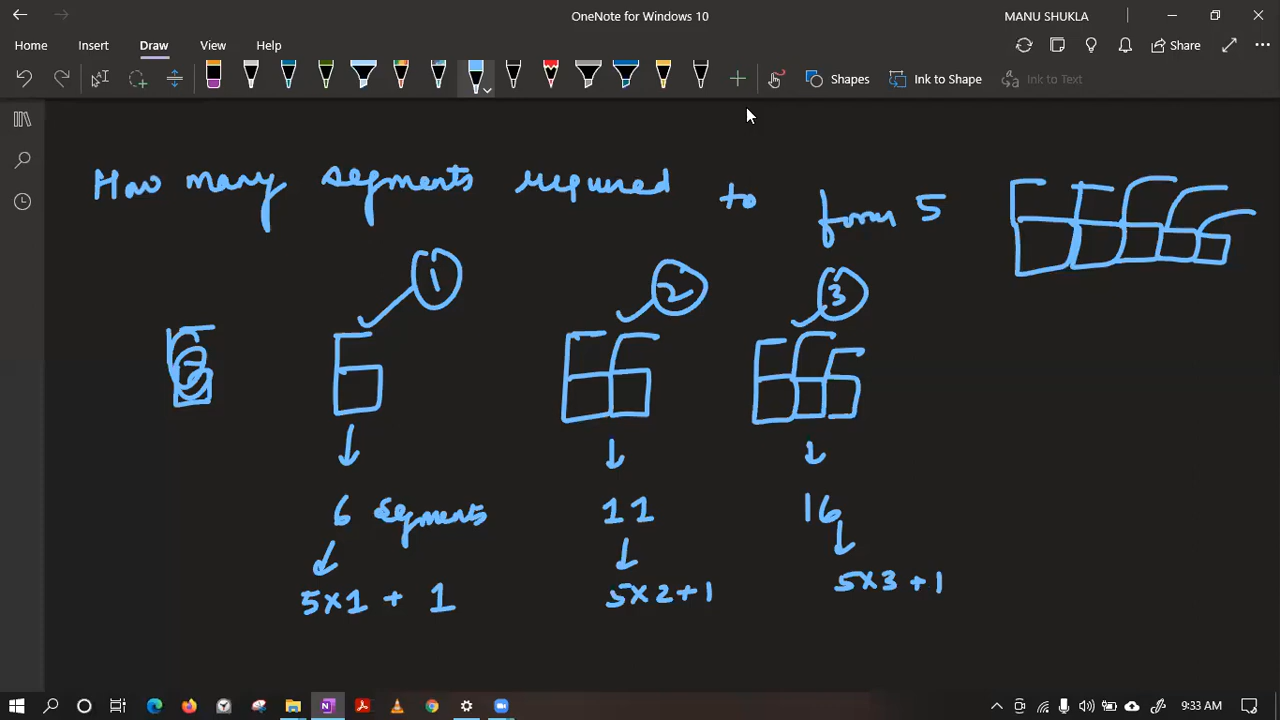 OneNote for Windows 10
MANU SHUKLA
Home Insert Draw View Help
Share
Shapes
Ink to Shape
Ink to Text
How many segments required to form 5
1
2
3
6 segments
11
16
5x1 + 1
5x2+1
5x3+1
9:33 AM